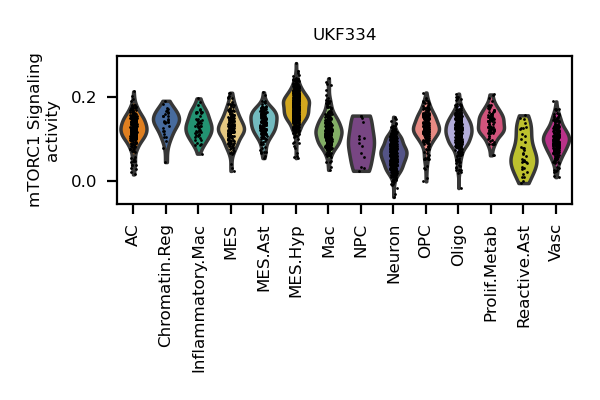 UKF334
mTORC1 Signaling
activity
0.2
0.0
AC
Chromatin.Reg
Inflammatory.Mac
MES
MES.Ast
MES.Hyp
Mac
NPC
Neuron
OPC
Oligo
Prolif.Metab
Reactive.Ast
Vasc